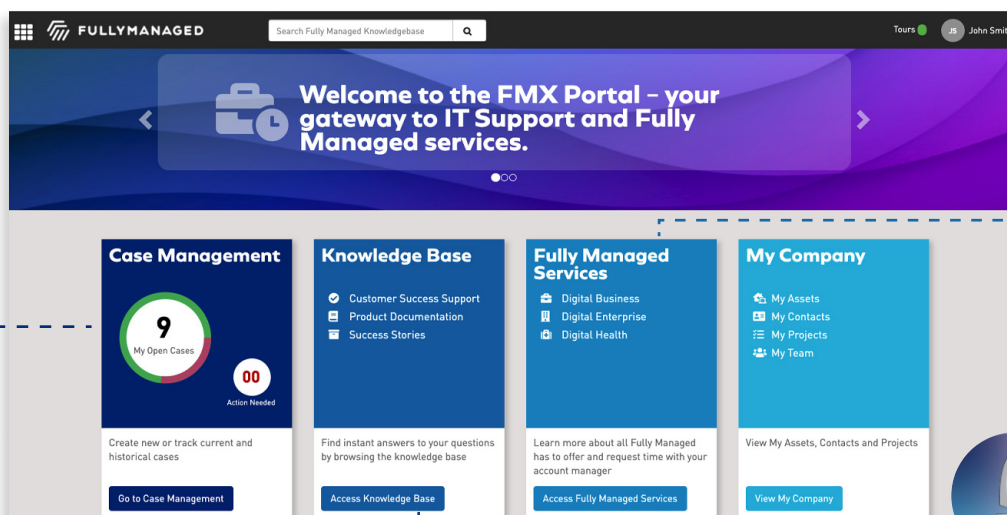 FULLYMANAGED
Search Fully Managed Knowledgebase
Tours
JS
John Smit
Welcome to the FMX Portal – your
gateway to IT Support and Fully
Managed services.
Case Management
9
My Open Cases
00
Action Needed
Create new or track current and
historical cases
Go to Case Management
Knowledge Base
Customer Success Support
Product Documentation
Success Stories
Find instant answers to your questions
by browsing the knowledge base
Access Knowledge Base
Fully Managed
Services
Digital Business
Digital Enterprise
Digital Health
Learn more about all Fully Managed
has to offer and request time with your
account manager
Access Fully Managed Services
My Company
My Assets
My Contacts
My Projects
My Team
View My Assets, Contacts and Projects
View My Company